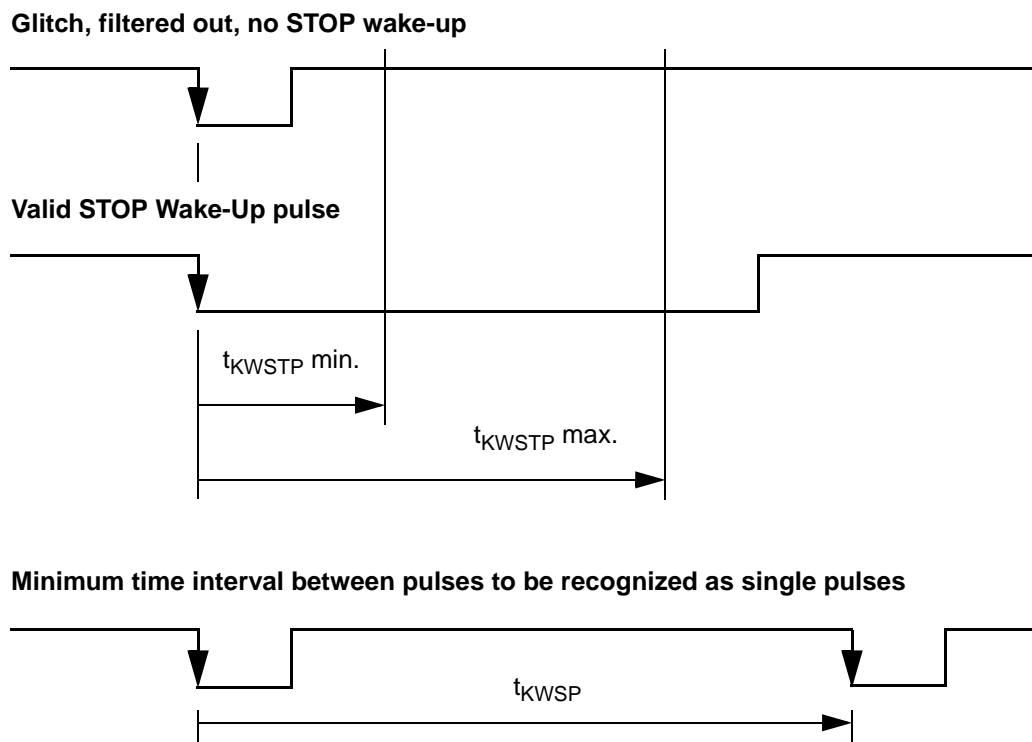 Glitch, filtered out, no STOP wake-up
Valid STOP Wake-Up pulse
tKWSTP min.
tKWSTP max.
Minimum time interval between pulses to be recognized as single pulses
tKWSP